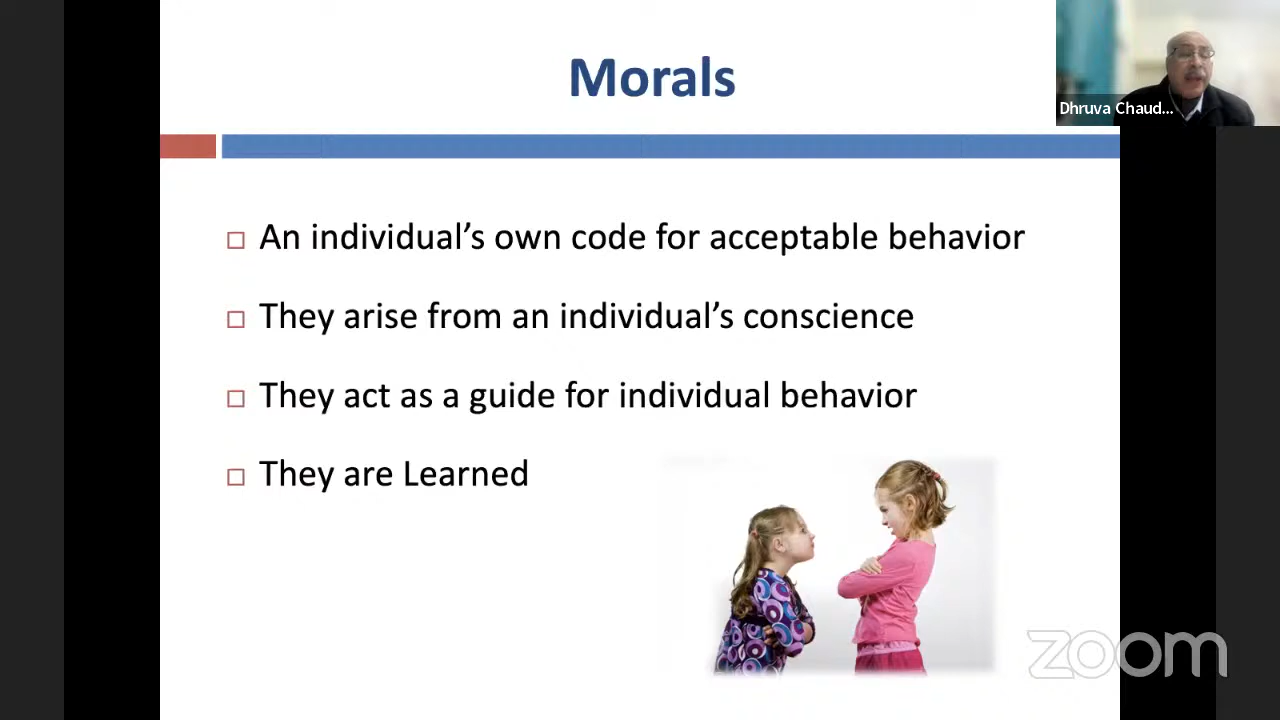 Morals
Dhruva Chaud...
An individual's own code for acceptable behavior
They arise from an individual's conscience
They act as a guide for individual behavior
They are Learned
zoom